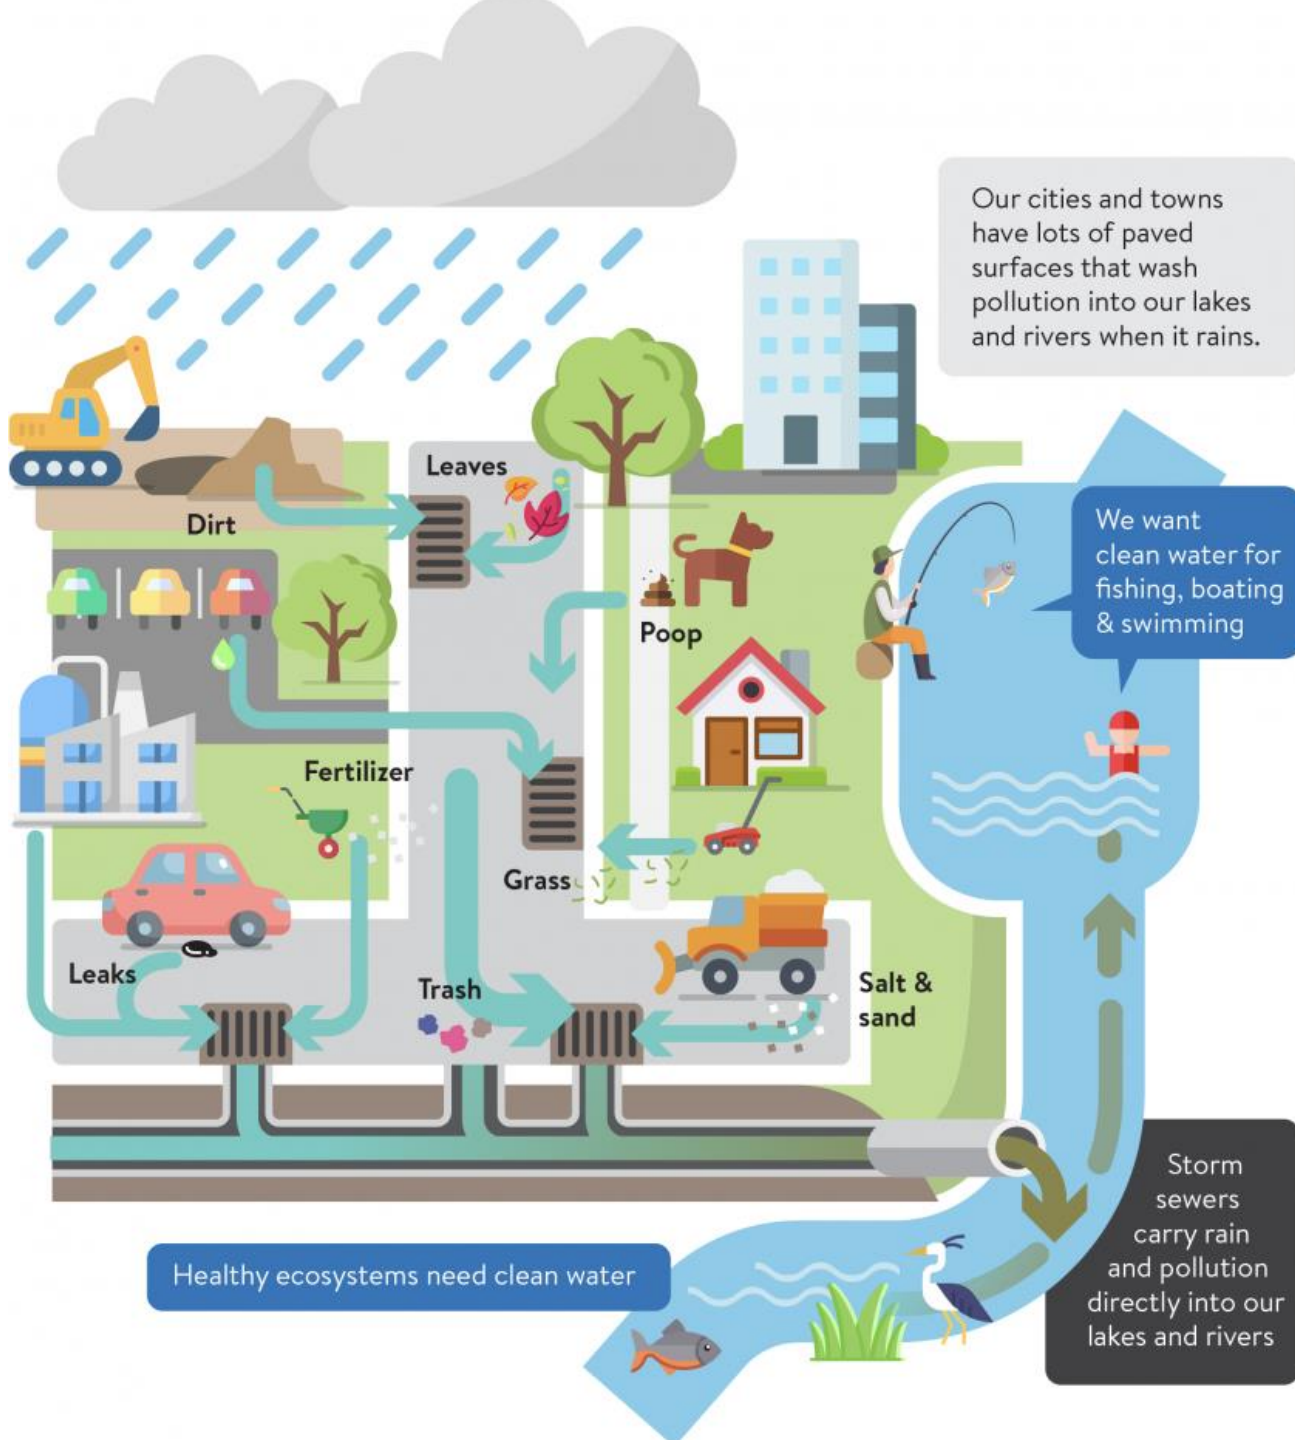 Our cities and towns
have lots of paved
surfaces that wash
pollution into our lakes
and rivers when it rains.
Leaves
Dirt
We want
clean water for
fishing, boating
& swimming
Poop
Fertilizer
Grass
Leaks
Trash
Salt &
sand
Storm
sewers
carry rain
and pollution
directly into our
lakes and rivers
Healthy ecosystems need clean water